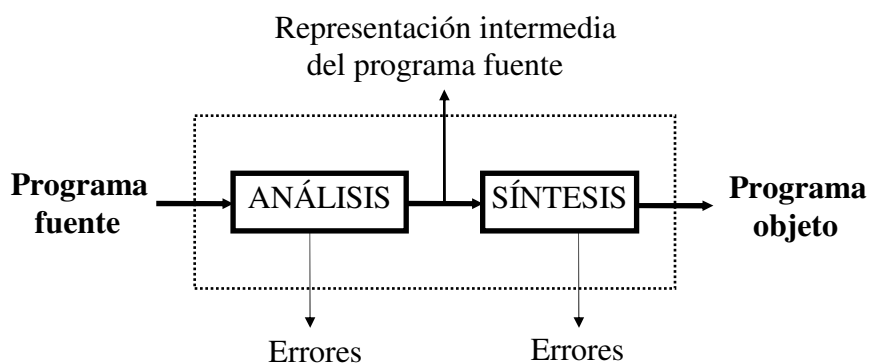 Representación intermedia
del programa fuente
Programa
fuente
ANÁLISIS
SÍNTESIS
Programa
objeto
Errores
Errores